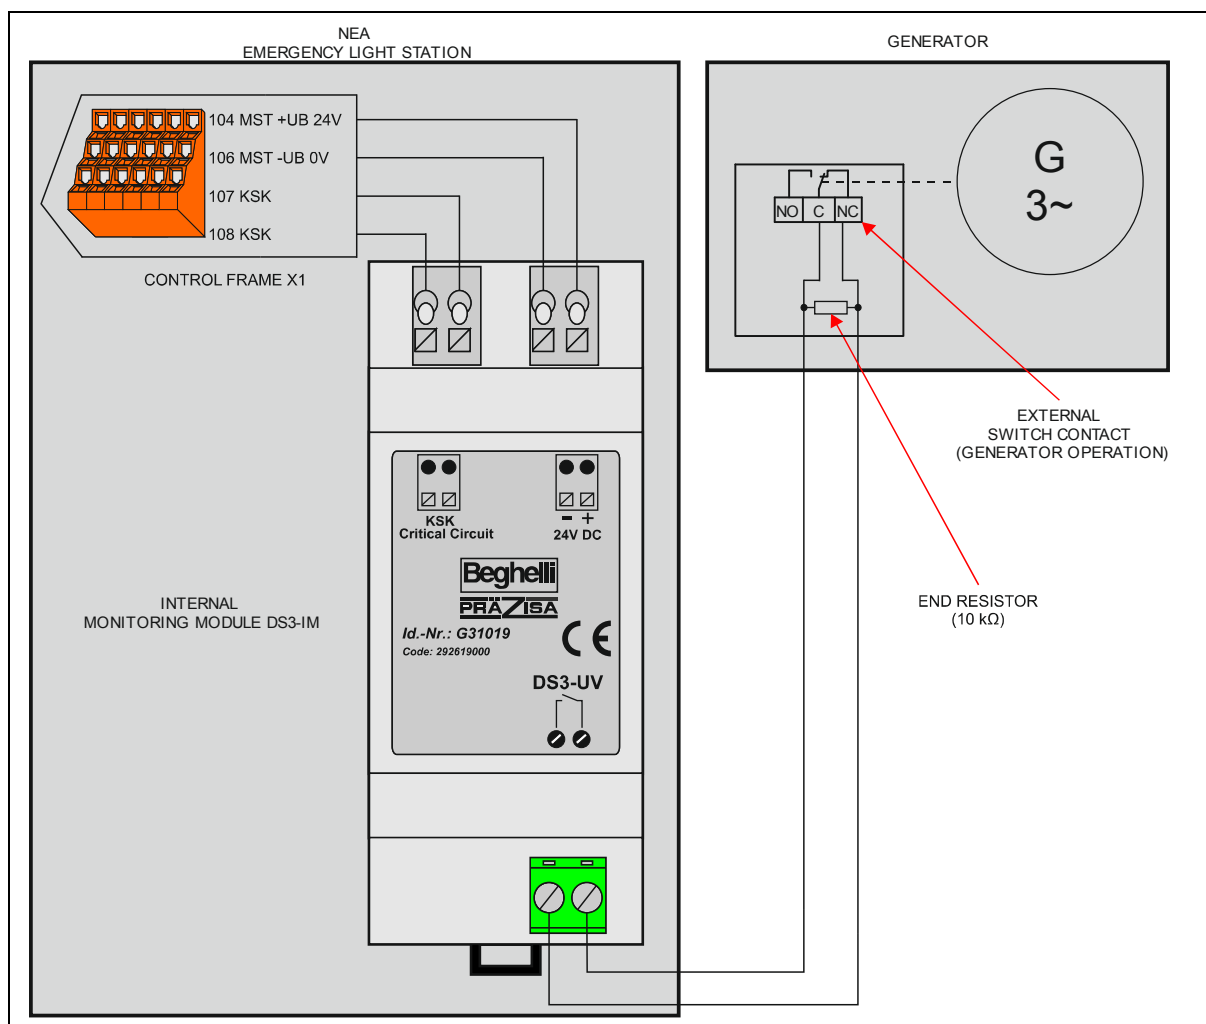 NEA
EMERGENCY LIGHT STATION
GENERATOR
104 MST +UB 24V
106 MST -UB 0V
107 KSK
108 KSK
CONTROL FRAME X1
G
3~
NO C NC
EXTERNAL
SWITCH CONTACT
(GENERATOR OPERATION)
KSK
Critical Circuit
- +
24V DC
Beghelli
PRÄZISA
Id.-Nr.: G31019
Code: 292619000
CE
DS3-UV
INTERNAL
MONITORING MODULE DS3-IM
END RESISTOR
(10 kΩ)